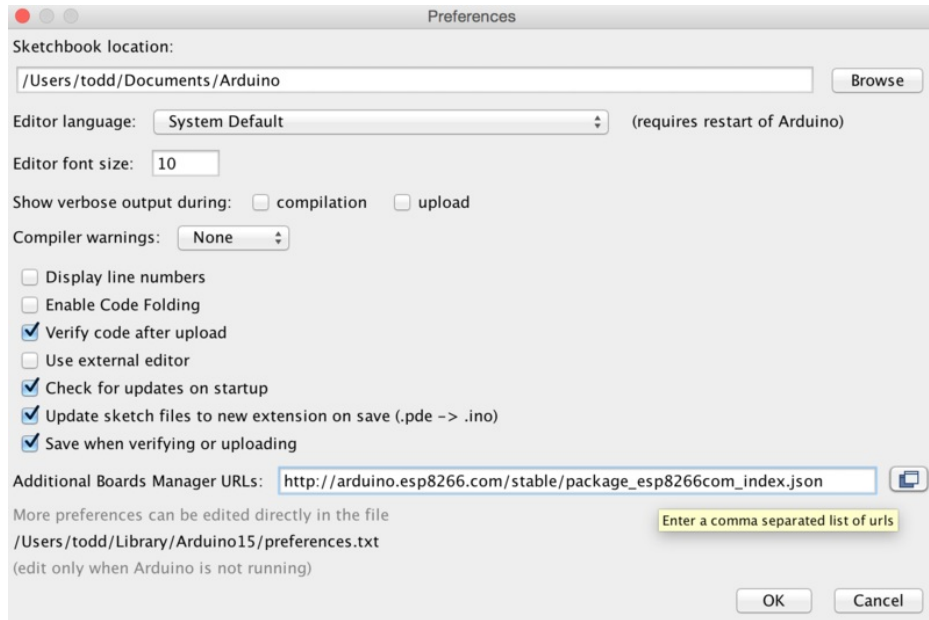 Preferences
Sketchbook location:
/Users/todd/Documents/Arduino Browse
Editor language: System Default (requires restart of Arduino)
Editor font size: 10
Show verbose output during: compilation upload
Compiler warnings: None
Display line numbers
Enable Code Folding
Verify code after upload
Use external editor
Check for updates on startup
Update sketch files to new extension on save (.pde -> .ino)
Save when verifying or uploading
Additional Boards Manager URLs: http://arduino.esp8266.com/stable/package_esp8266com_index.json
More preferences can be edited directly in the file
Enter a comma separated list of urls
/Users/todd/Library/Arduino15/preferences.txt
(edit only when Arduino is not running)
OK Cancel